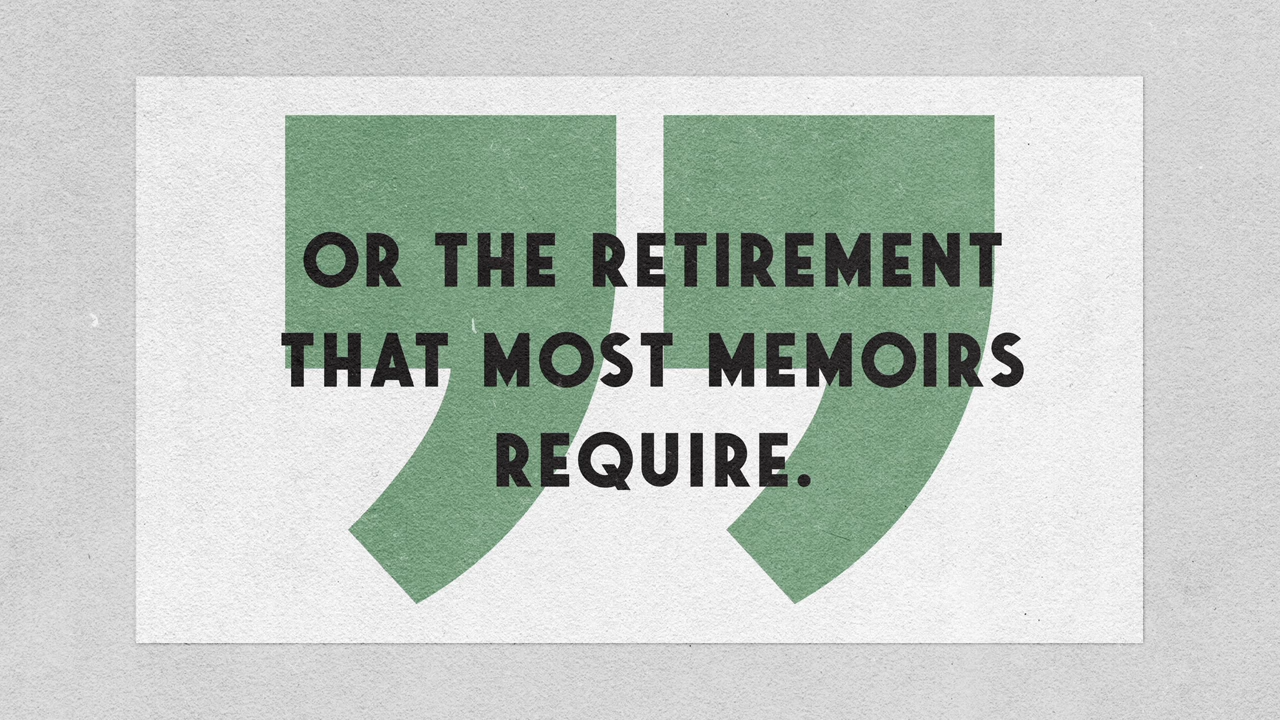 OR THE RETIREMENT
THAT MOST MEMOIRS
REQUIRE.